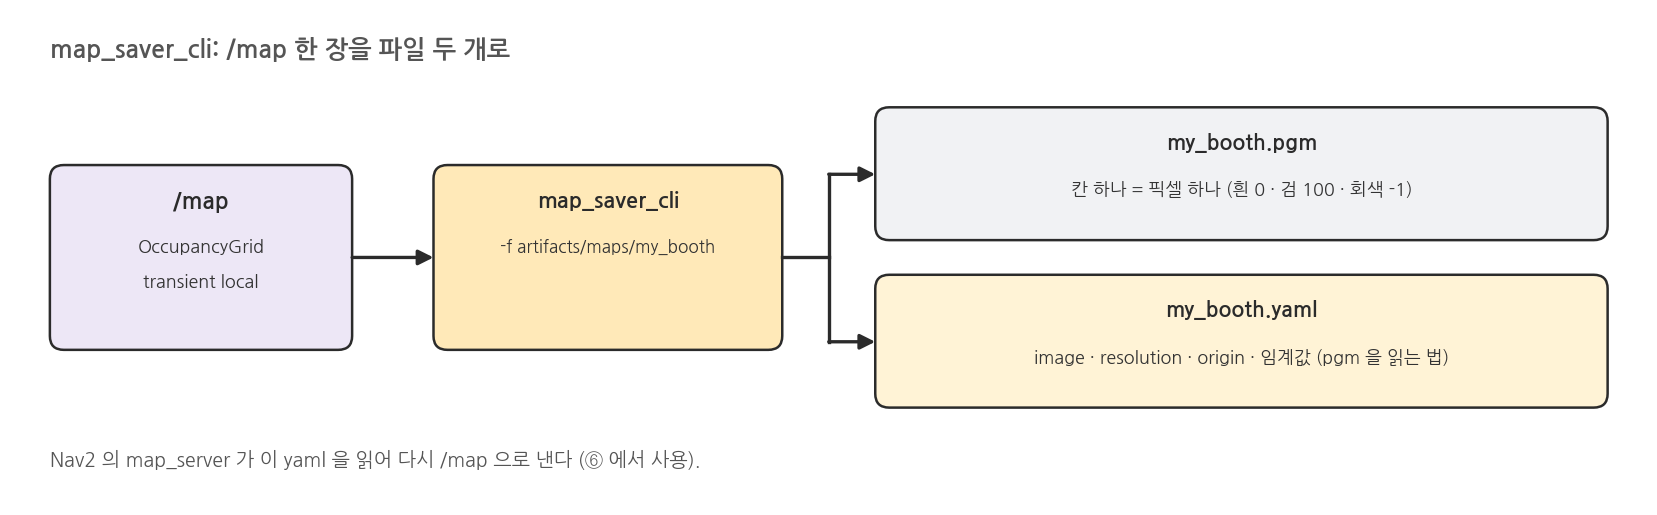 map_saver_cli: /map 한 장을 파일 두 개로
/map
OccupancyGrid
transient local
map_saver_cli
-f artifacts/maps/my_booth
my_booth.pgm
칸 하나 = 픽셀 하나 (흰 0 · 검 100 · 회색 -1)
my_booth.yaml
image · resolution · origin · 임계값 (pgm 을 읽는 법)
Nav2 의 map_server 가 이 yaml 을 읽어 다시 /map 으로 낸다 (⑥ 에서 사용).